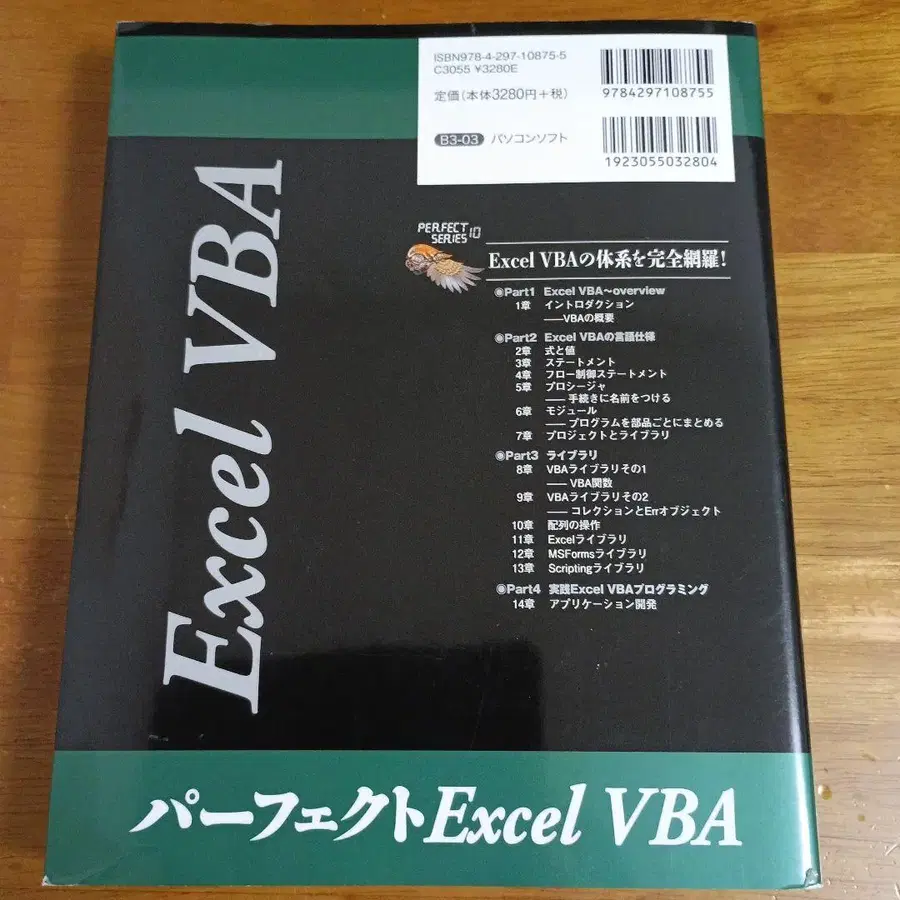 ISBN978-4-297-10875-5
C3055 ¥3280E
定価(本体3280円+税)
B3-03 パソコンソフト
9784297108755
1923055032804
Excel VBA
PERFECT SERIES 10
Excel VBAの体系を完全網羅!
◉Part1 Excel VBA〜overview
1章 イントロダクション
――VBAの概要
◉Part2 Excel VBAの言語仕様
2章 式と値
3章 ステートメント
4章 フロー制御ステートメント
5章 プロシージャ
――手続きに名前をつける
6章 モジュール
――プログラムを部品ごとにまとめる
7章 プロジェクトとライブラリ
◉Part3 ライブラリ
8章 VBAライブラリその1
――VBA関数
9章 VBAライブラリその2
――コレクションとErrオブジェクト
10章 配列の操作
11章 Excelライブラリ
12章 MSFormsライブラリ
13章 Scriptingライブラリ
◉Part4 実践Excel VBAプログラミング
14章 アプリケーション開発
パーフェクトExcel VBA